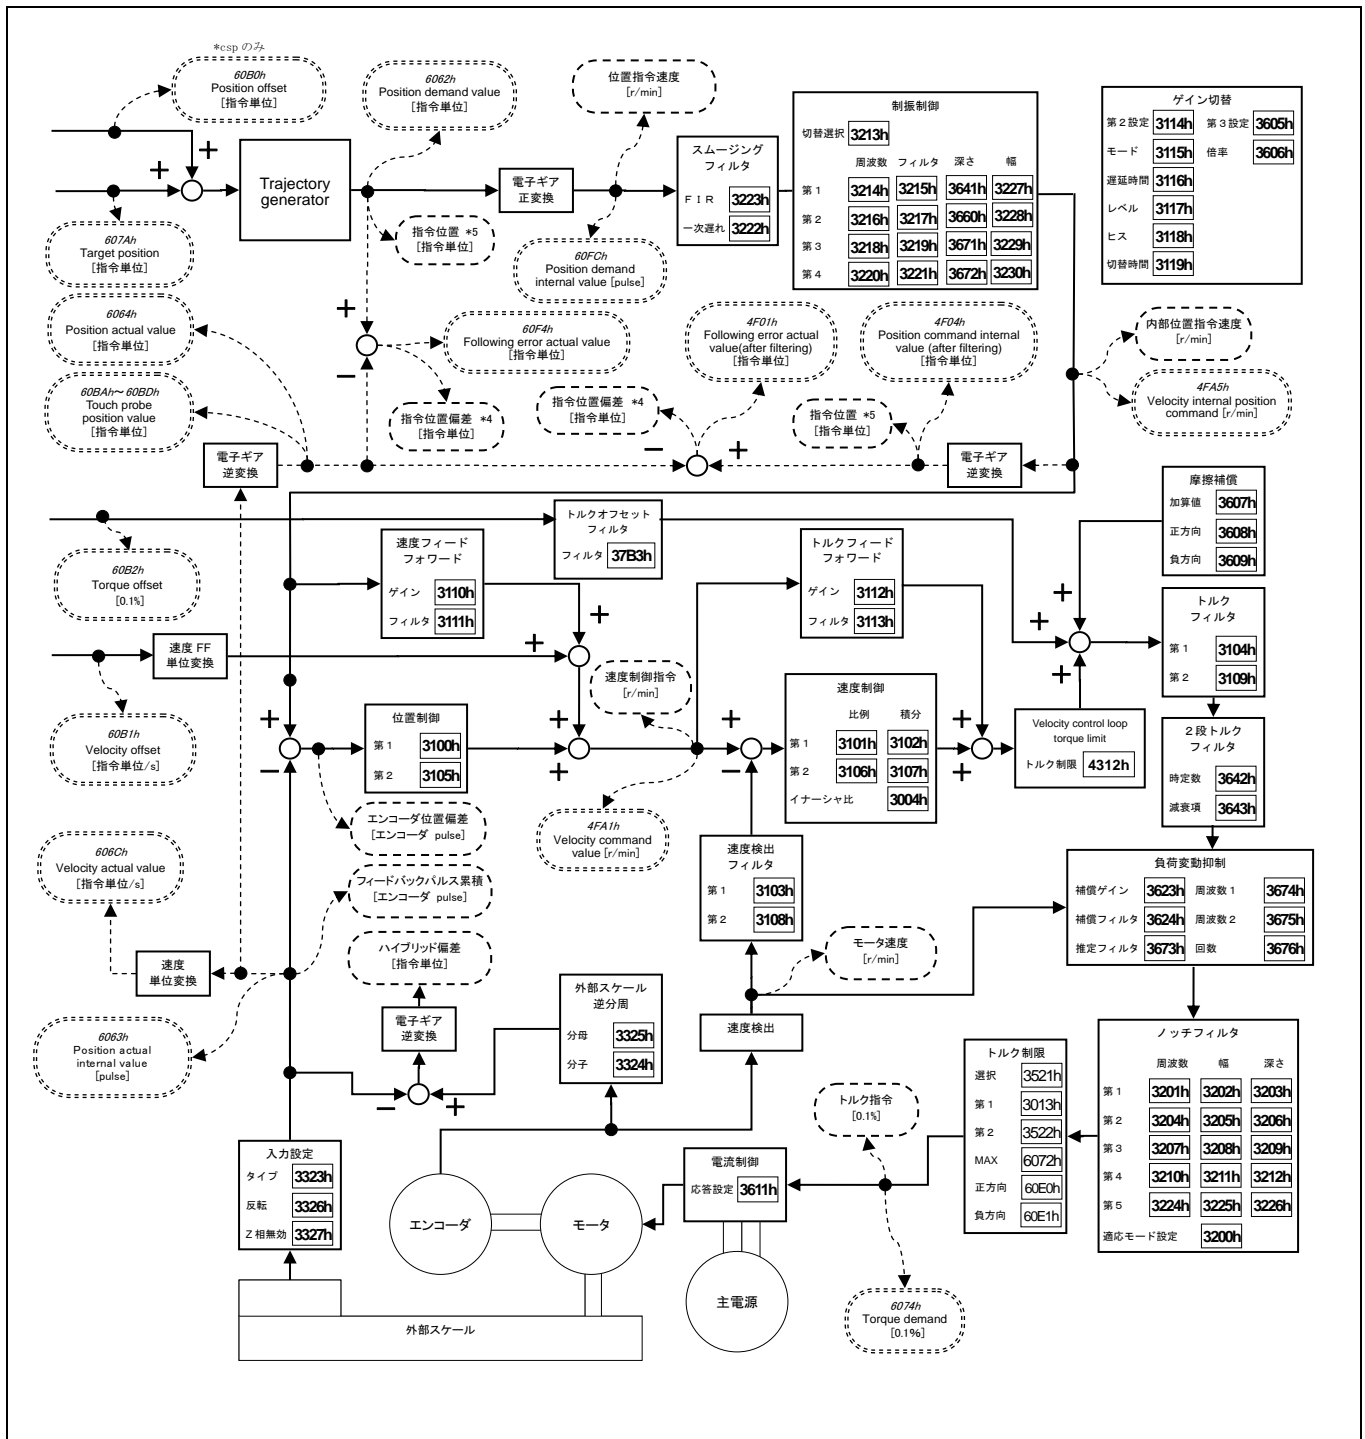 *csp のみ
60B0h
Position offset
[指令単位]
6062h
Position demand value
[指令単位]
位置指令速度
[r/min]
607Ah
Target position
[指令単位]
Trajectory
generator
電子ギア
正変換
指令位置 *5
[指令単位]
60FCh
Position demand
internal value [pulse]
スムージング
フィルタ
ＦＩＲ 3223h
一次遅れ 3222h
制振制御
切替選択 3213h
周波数 フィルタ 深さ 幅
第１ 3214h 3215h 3641h 3227h
第２ 3216h 3217h 3660h 3228h
第３ 3218h 3219h 3671h 3229h
第４ 3220h 3221h 3672h 3230h
ゲイン切替
第２設定 3114h 第３設定 3605h
モード 3115h 倍率 3606h
遅延時間 3116h
レベル 3117h
ヒス 3118h
切替時間 3119h
6064h
Position actual value
[指令単位]
60BAh～60BDh
Touch probe
position value
[指令単位]
60F4h
Following error actual value
[指令単位]
指令位置偏差 *4
[指令単位]
4F01h
Following error actual
value(after filtering)
[指令単位]
指令位置偏差 *4
[指令単位]
4F04h
Position command internal
value (after filtering)
[指令単位]
指令位置 *5
[指令単位]
内部位置指令速度
[r/min]
4FA5h
Velocity internal position
command [r/min]
電子ギア
逆変換
電子ギア
逆変換
60B2h
Torque offset
[0.1%]
トルクオフセット
フィルタ
フィルタ 37B3h
速度フィード
フォワード
ゲイン 3110h
フィルタ 3111h
トルクフィード
フォワード
ゲイン 3112h
フィルタ 3113h
摩擦補償
加算値 3607h
正方向 3608h
負方向 3609h
トルク
フィルタ
第１ 3104h
第２ 3109h
速度 FF
単位変換
60B1h
Velocity offset
[指令単位/s]
速度制御指令
[r/min]
位置制御
第１ 3100h
第２ 3105h
速度制御
比例 積分
第１ 3101h 3102h
第２ 3106h 3107h
イナーシャ比 3004h
Velocity control loop
torque limit
トルク制限 4312h
２段トルク
フィルタ
時定数 3642h
減衰項 3643h
エンコーダ位置偏差
[エンコーダ pulse]
4FA1h
Velocity command
value [r/min]
606Ch
Velocity actual value
[指令単位/s]
フィードバックパルス累積
[エンコーダ pulse]
速度検出
フィルタ
第１ 3103h
第２ 3108h
負荷変動抑制
補償ゲイン 3623h 周波数１ 3674h
補償フィルタ 3624h 周波数２ 3675h
推定フィルタ 3673h 回数 3676h
ハイブリッド偏差
[指令単位]
モータ速度
[r/min]
速度
単位変換
外部スケール
逆分周
分母 3325h
分子 3324h
電子ギア
逆変換
速度検出
6063h
Position actual
internal value
[pulse]
ノッチフィルタ
周波数 幅 深さ
第１ 3201h 3202h 3203h
第２ 3204h 3205h 3206h
第３ 3207h 3208h 3209h
第４ 3210h 3211h 3212h
第５ 3224h 3225h 3226h
適応モード設定 3200h
トルク制限
選択 3521h
第１ 3013h
第２ 3522h
MAX 6072h
正方向 60E0h
負方向 60E1h
トルク指令
[0.1%]
入力設定
タイプ 3323h
反転 3326h
Ｚ相無効 3327h
エンコーダ
モータ
電流制御
応答設定 3611h
主電源
6074h
Torque demand
[0.1%]
外部スケール